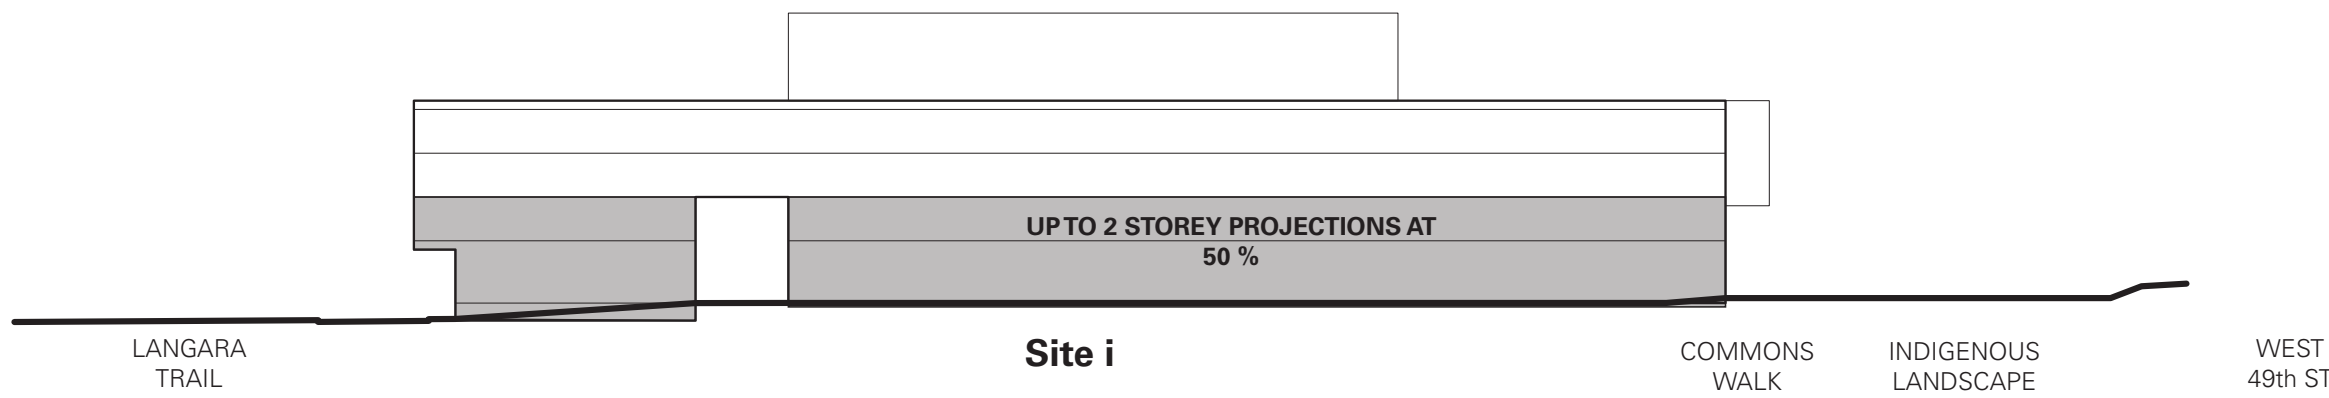 UP TO 2 STOREY PROJECTIONS AT
50 %
LANGARA
TRAIL
Site i
COMMONS
WALK
INDIGENOUS
LANDSCAPE
WEST
49th ST